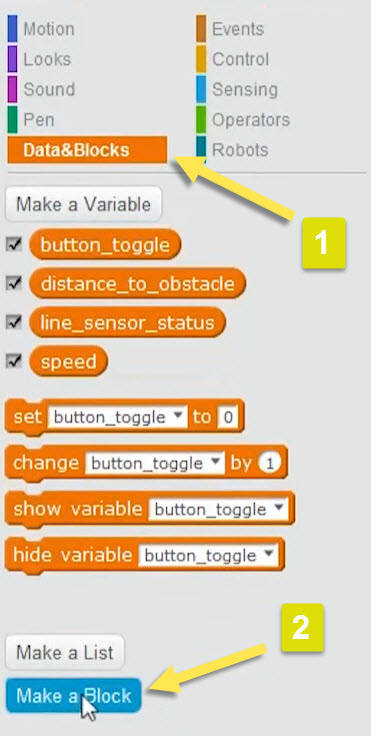 Motion Events
Looks Control
Sound Sensing
Pen Operators
Data&Blocks Robots
1
Make a Variable
button_toggle
distance_to_obstacle
line_sensor_status
speed
set button_toggle to 0
change button_toggle by 1
show variable button_toggle
hide variable button_toggle
2
Make a List
Make a Block